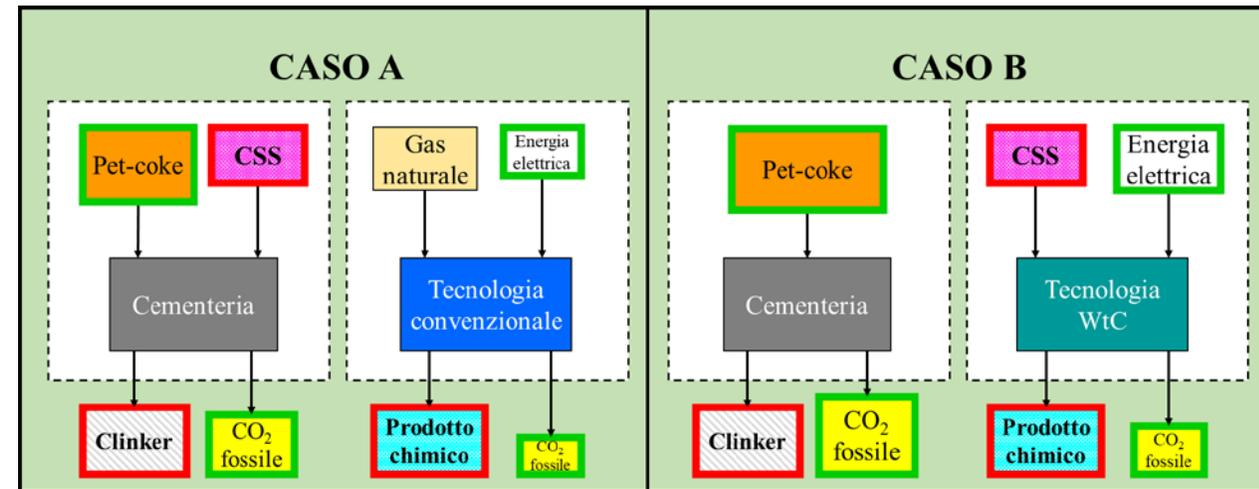 CASO A
Pet-coke
CSS
Gas
naturale
Energia
elettrica
Cementeria
Tecnologia
convenzionale
Clinker
CO₂
fossile
Prodotto
chimico
CO₂
fossile
CASO B
Pet-coke
CSS
Energia
elettrica
Cementeria
Tecnologia
WtC
Clinker
CO₂
fossile
Prodotto
chimico
CO₂
fossile